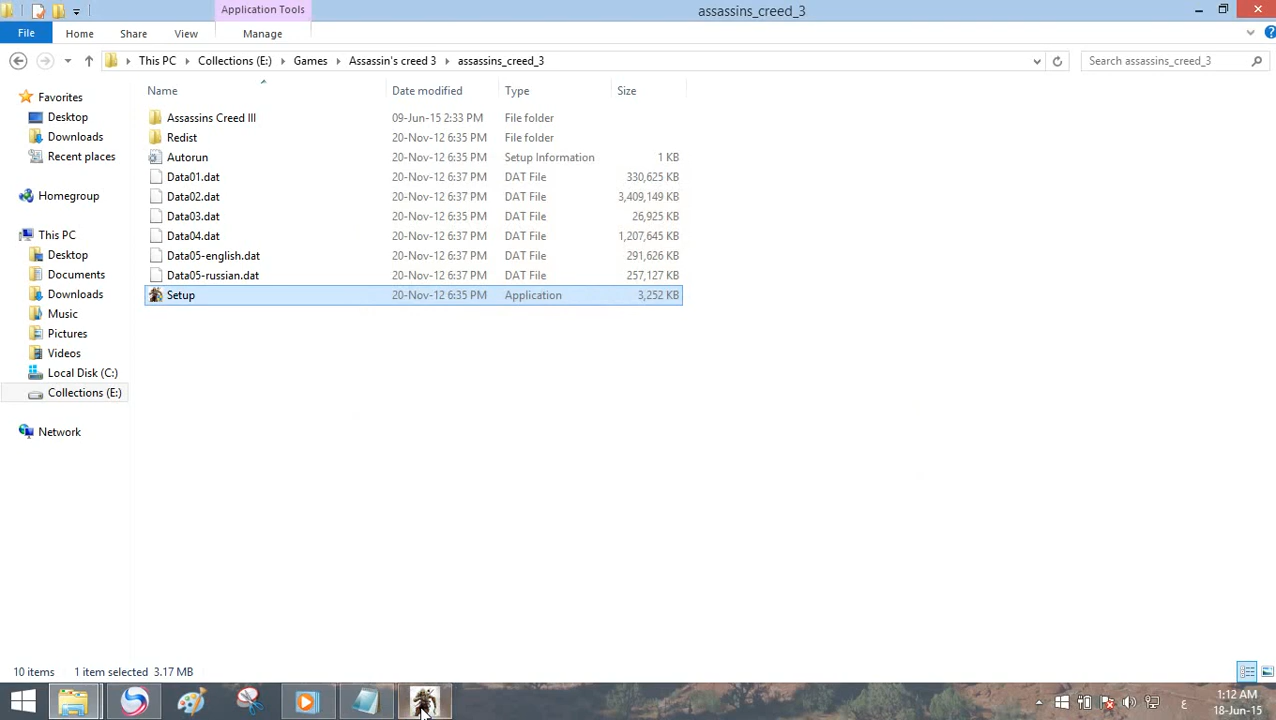 Application Tools
assassins_creed_3
File Home Share View Manage
This PC Collections (E:) Games Assassin's creed 3 assassins_creed_3 Search assassins_creed_3
Name Date modified Type Size
Favorites
Desktop
Downloads
Recent places
Homegroup
This PC
Desktop
Documents
Downloads
Music
Pictures
Videos
Local Disk (C:)
Collections (E:)
Network
Assassins Creed III 09-Jun-15 2:33 PM File folder
Redist 20-Nov-12 6:35 PM File folder
Autorun 20-Nov-12 6:35 PM Setup Information 1 KB
Data01.dat 20-Nov-12 6:37 PM DAT File 330,625 KB
Data02.dat 20-Nov-12 6:37 PM DAT File 3,409,149 KB
Data03.dat 20-Nov-12 6:35 PM DAT File 26,925 KB
Data04.dat 20-Nov-12 6:37 PM DAT File 1,207,645 KB
Data05-english.dat 20-Nov-12 6:37 PM DAT File 291,626 KB
Data05-russian.dat 20-Nov-12 6:37 PM DAT File 257,127 KB
Setup 20-Nov-12 6:35 PM Application 3,252 KB
10 items 1 item selected 3.17 MB
ع
1:12 AM
18-Jun-15